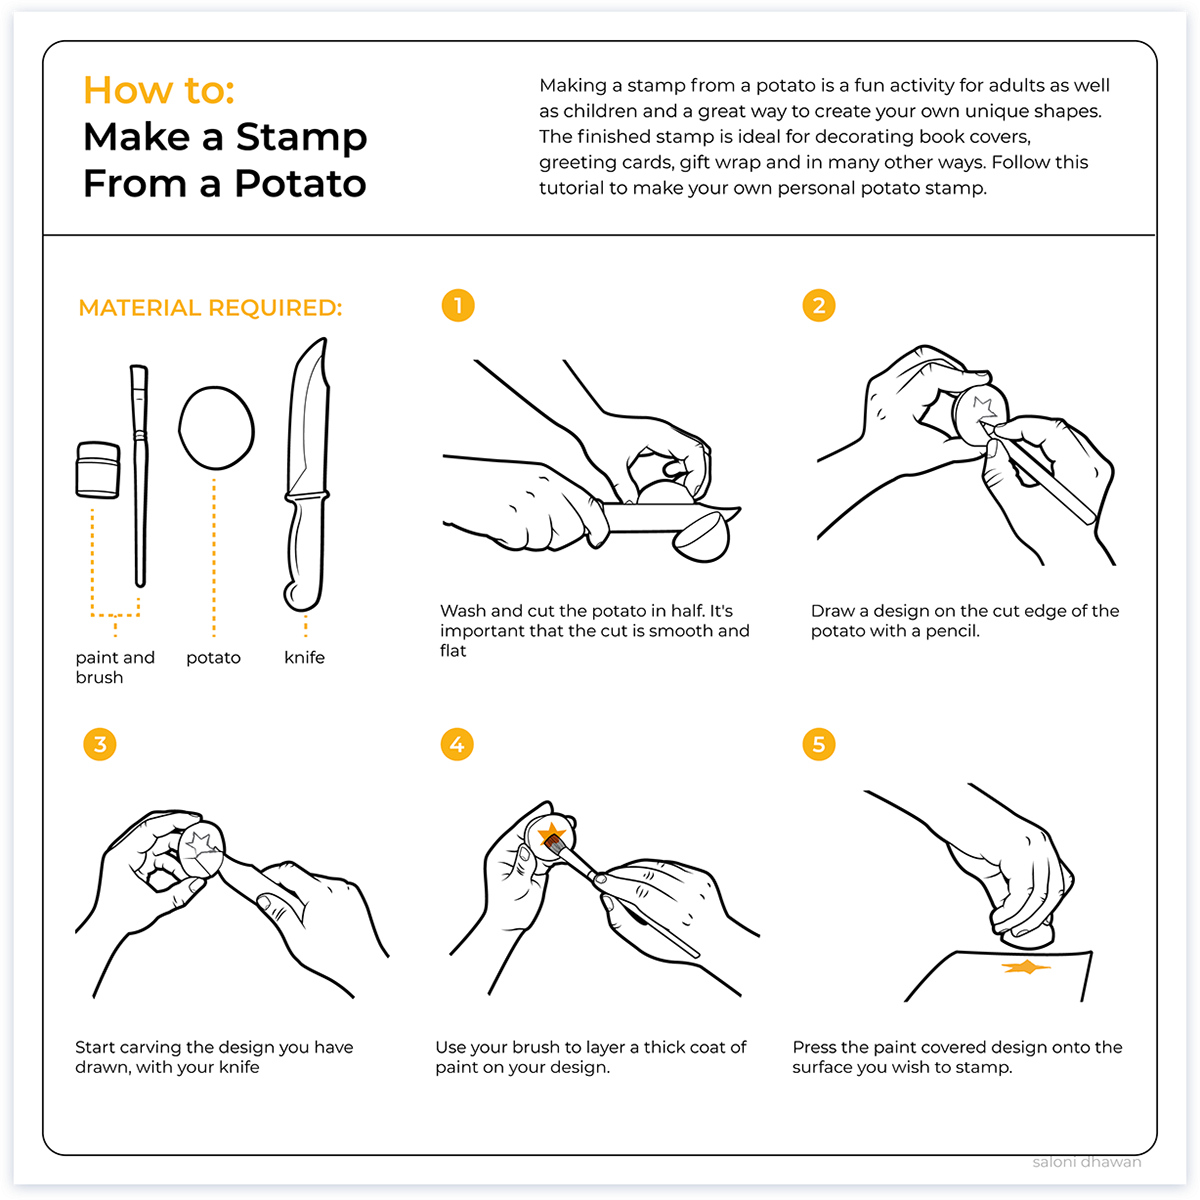 How to:
Make a Stamp
From a Potato
Making a stamp from a potato is a fun activity for adults as well
as children and a great way to create your own unique shapes.
The finished stamp is ideal for decorating book covers,
greeting cards, gift wrap and in many other ways. Follow this
tutorial to make your own personal potato stamp.
MATERIAL REQUIRED:
paint and
brush
potato
knife
1
Wash and cut the potato in half. It's
important that the cut is smooth and
flat
2
Draw a design on the cut edge of the
potato with a pencil.
3
Start carving the design you have
drawn, with your knife
4
Use your brush to layer a thick coat of
paint on your design.
5
Press the paint covered design onto the
surface you wish to stamp.
saloni dhawan